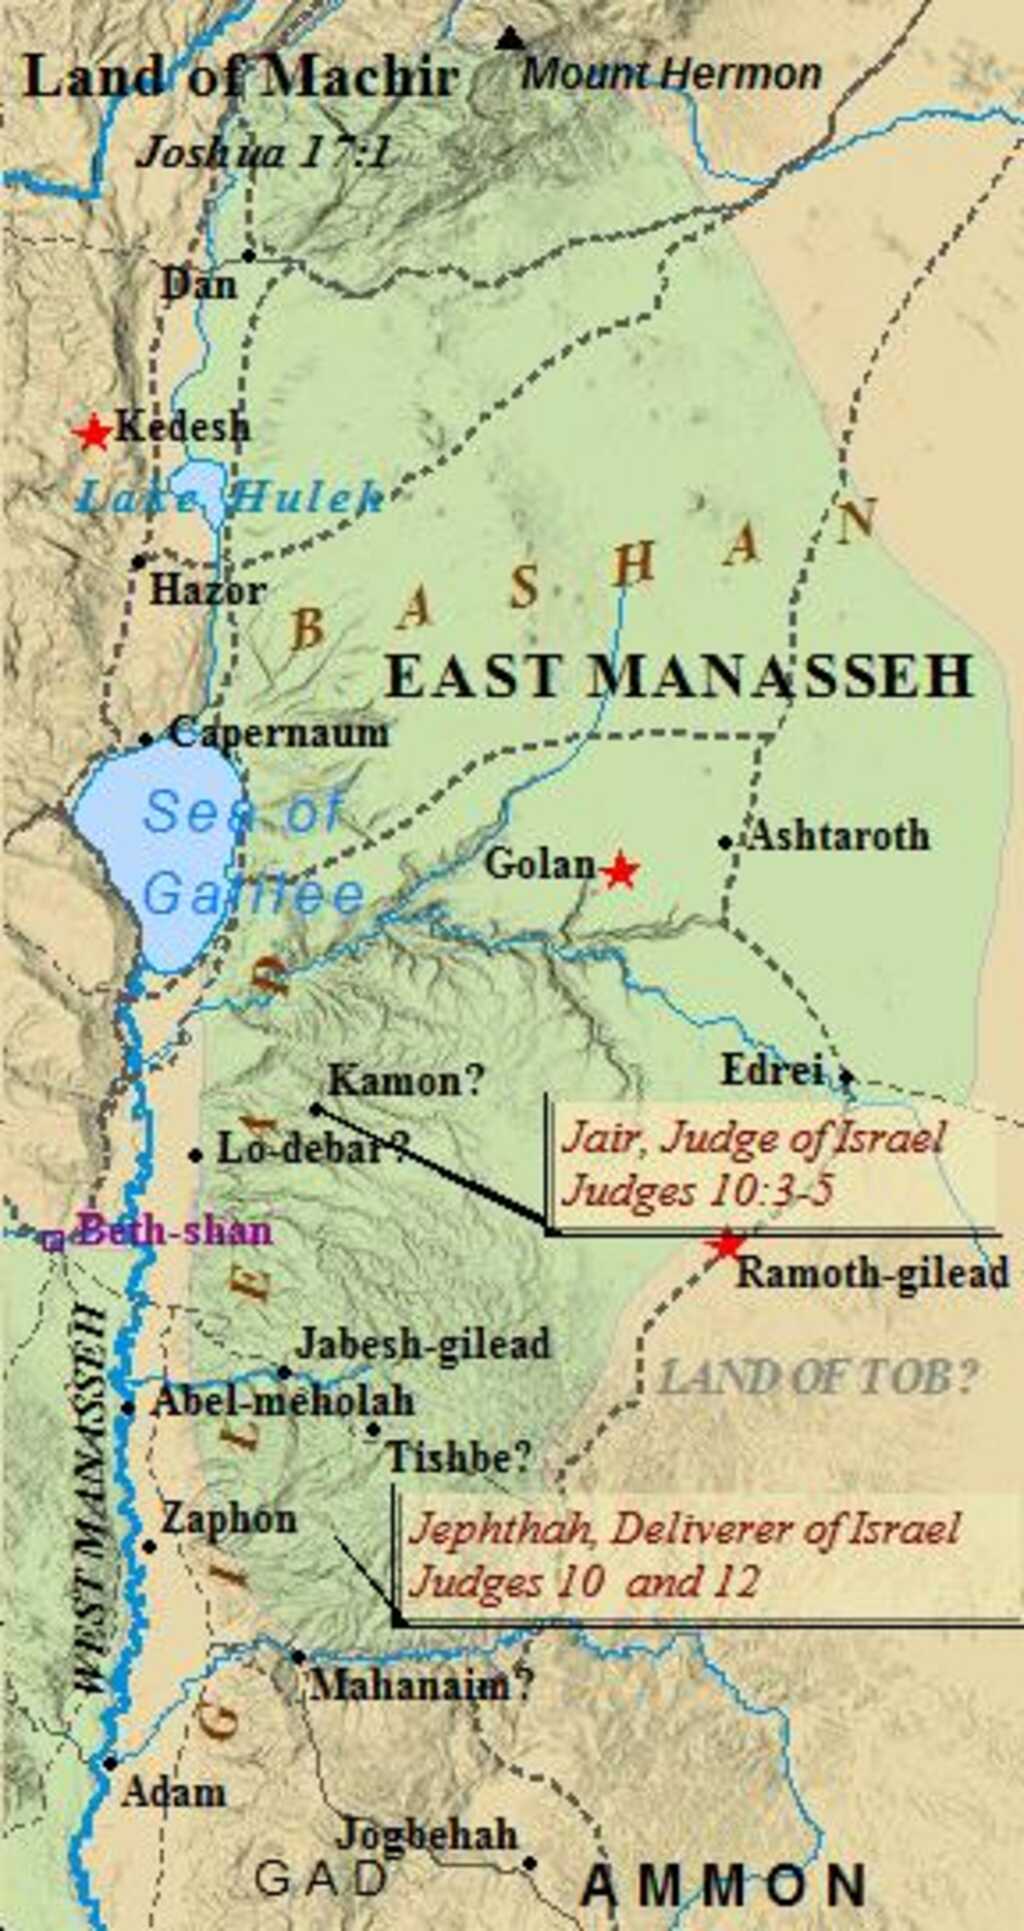 Land of Machir
Mount Hermon
Joshua 17:1
Dan
Kedesh
Lake Huleh
Hazor
BASHAN
EAST MANASSEH
Capernaum
Sea of
Galilee
Golan
Ashtaroth
Edrei
Kamon?
Lo-debar?
Jair, Judge of Israel
Judges 10:3-5
Beth-shan
Ramoth-gilead
GILEAD
Jabesh-gilead
LAND OF TOB?
Abel-meholah
Tishbe?
WEST MANASSEH
Zaphon
Jephthah, Deliverer of Israel
Judges 10 and 12
Mahanaim?
Adam
Jogbehah
GAD
AMMON